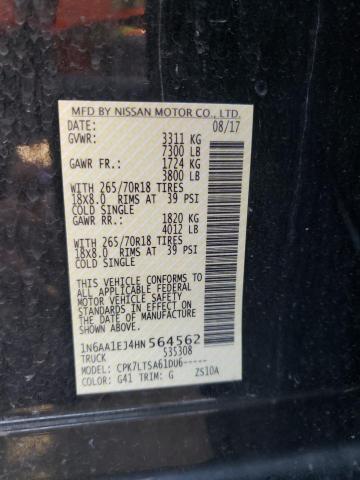 MFD BY NISSAN MOTOR CO., LTD.
DATE: 08/17
GVWR: 3311 KG
7300 LB
GAWR FR.: 1724 KG
3800 LB
WITH 265/70R18 TIRES
18x8.0 RIMS AT 39 PSI
COLD SINGLE
GAWR RR.: 1820 KG
4012 LB
WITH 265/70R18 TIRES
18x8.0 RIMS AT 39 PSI
COLD SINGLE
THIS VEHICLE CONFORMS TO
ALL APPLICABLE FEDERAL
MOTOR VEHICLE SAFETY
STANDARDS IN EFFECT
ON THE DATE OF
MANUFACTURE SHOWN
ABOVE.
1N6AA1EJ4HN564562
TRUCK 535308
MODEL: CPK7LTSA61DU6-----
COLOR: G41 TRIM: G ZS10A